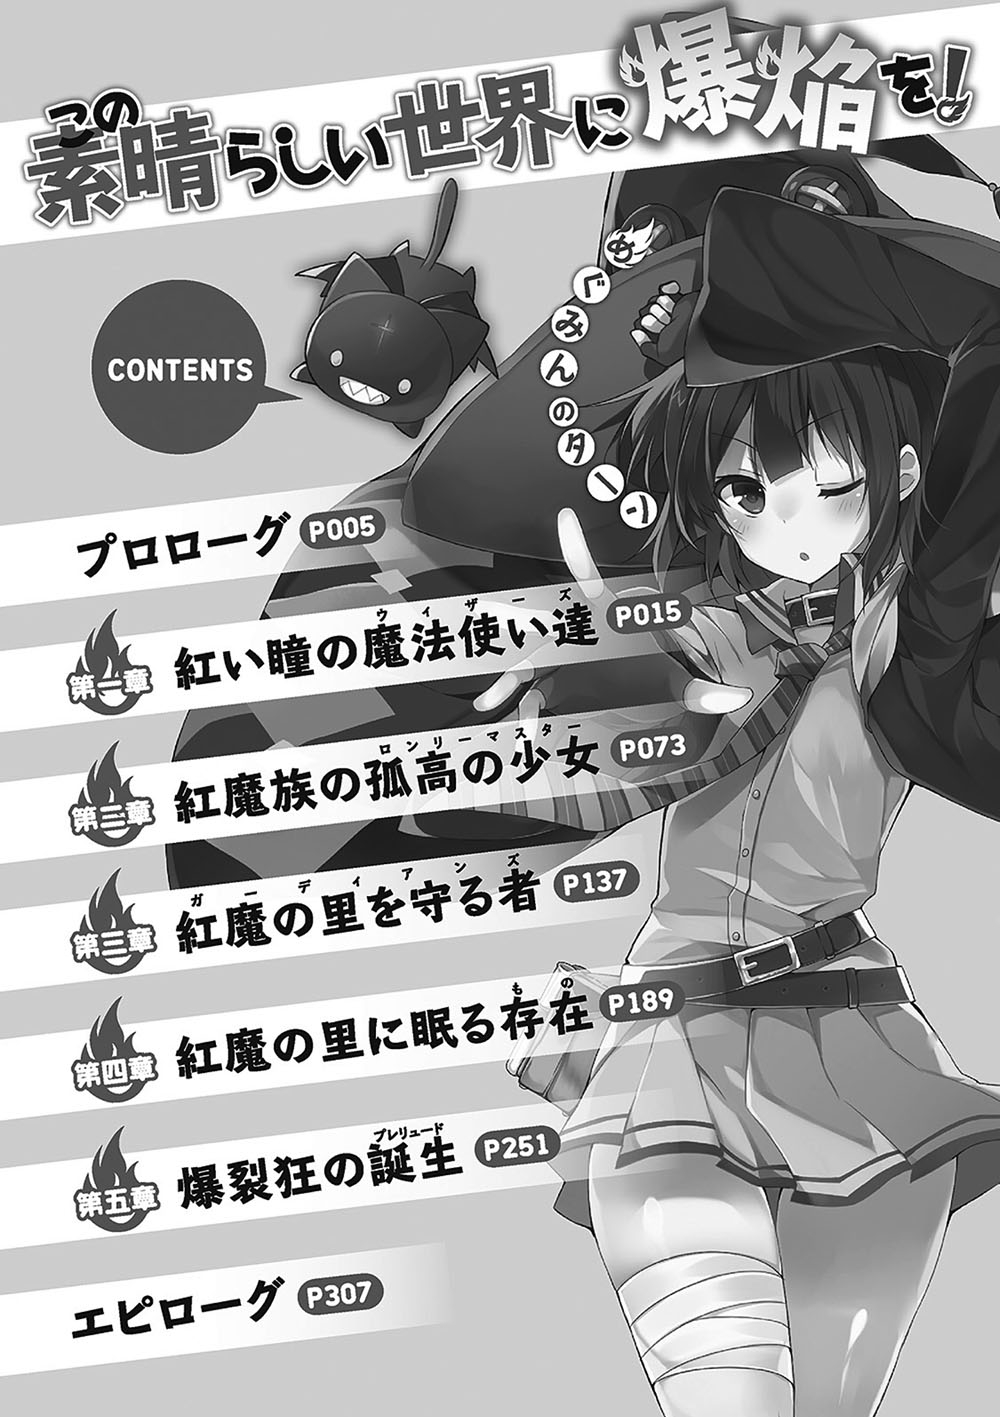 この素晴らしい世界に爆焔を!
めぐみんのターン
CONTENTS
プロローグ P005
ウィザーズ
第一章 紅い瞳の魔法使い達 P015
ロンリーマスター
第二章 紅魔族の孤高の少女 P073
ガーディアンズ
第三章 紅魔の里を守る者 P137
もの
第四章 紅魔の里に眠る存在 P189
プレリュード
第五章 爆裂狂の誕生 P251
エピローグ P307